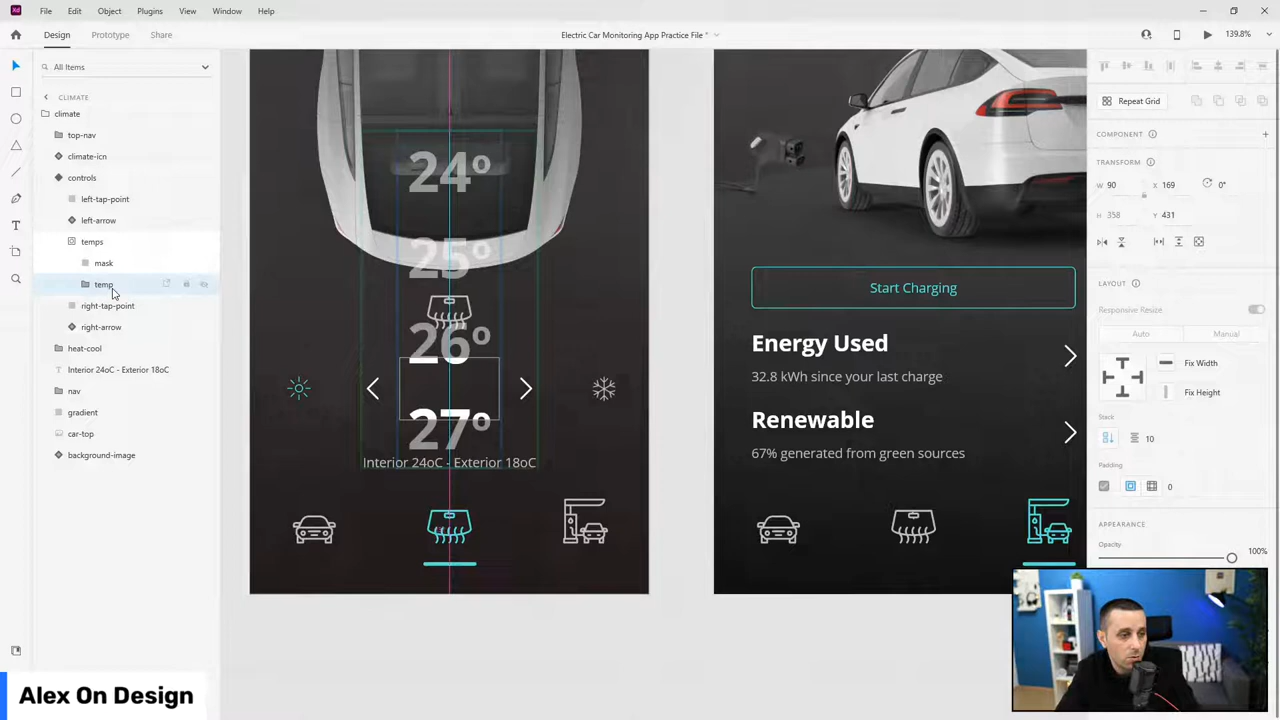 Xd File Edit Object Plugins View Window Help
Design Prototype Share Electric Car Monitoring App Practice File * 139.8%
All Items
CLIMATE
climate
top-nav
climate-icn
controls
left-tap-point
left-arrow
temps
mask
temp
right-tap-point
right-arrow
heat-cool
Interior 24oC - Exterior 18oC
nav
gradient
car-top
background-image
24º
25º
26º
27º
Interior 24oC - Exterior 18oC
Start Charging
Energy Used
32.8 kWh since your last charge
Renewable
67% generated from green sources
Repeat Grid
COMPONENT
TRANSFORM
W 90 X 169 0°
H 358 Y 431
LAYOUT
Responsive Resize
Auto Manual
Fix Width
Fix Height
Stack
10
Padding
0
APPEARANCE
Opacity
100%
Alex On Design